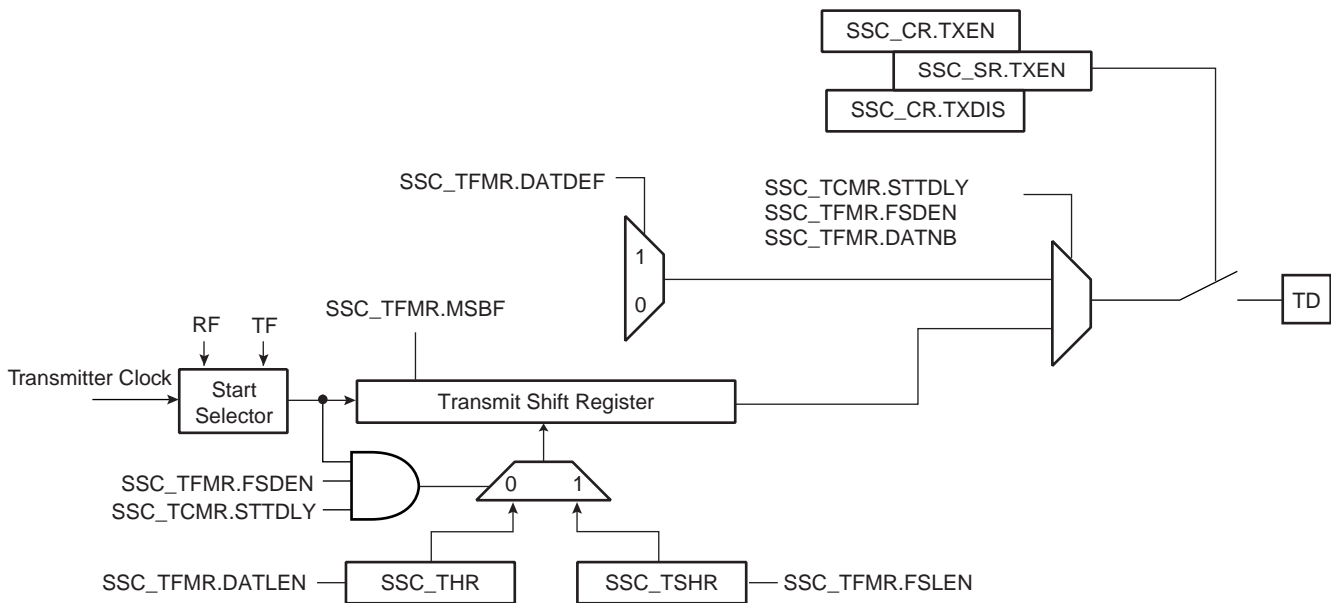 SSC_CR.TXEN
SSC_SR.TXEN
SSC_CR.TXDIS
SSC_TFMR.DATDEF
SSC_TCMR.STTDLY
SSC_TFMR.FSDEN
SSC_TFMR.DATNB
1
0
TD
SSC_TFMR.MSBF
RF
TF
Transmitter Clock
Start
Selector
Transmit Shift Register
SSC_TFMR.FSDEN
SSC_TCMR.STTDLY
0
1
SSC_TFMR.DATLEN
SSC_THR
SSC_TSHR
SSC_TFMR.FSLEN